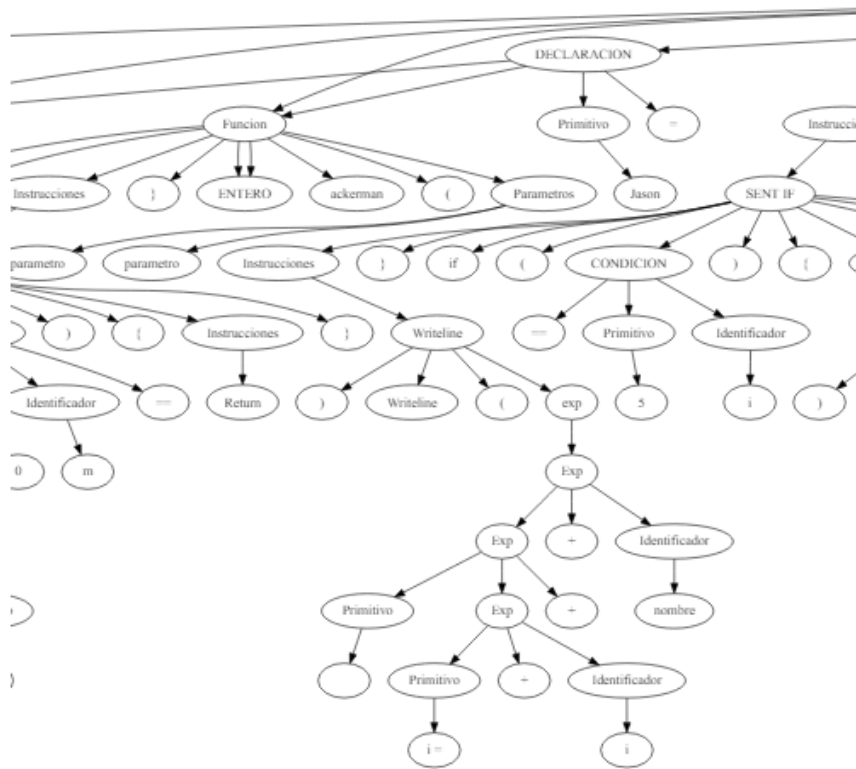 DECLARACION
Funcion Primitivo = Instrucci
Instrucciones } ENTERO ackerman ( Parametros Jason SENT IF
parametro parametro Instrucciones } if ( CONDICION ) {
) { Instrucciones } Writeline == Primitivo Identificador
Identificador == Return ) Writeline ( exp 5 i )
0 m Exp
Exp + Identificador
Primitivo Exp + nombre
Primitivo + Identificador
i = i